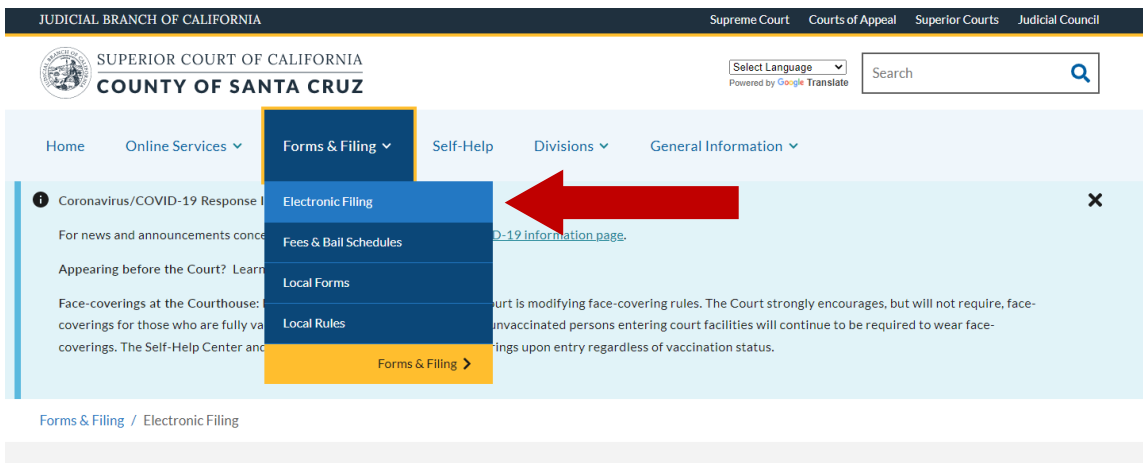 JUDICIAL BRANCH OF CALIFORNIA
Supreme Court Courts of Appeal Superior Courts Judicial Council
SUPERIOR COURT OF CALIFORNIA
COUNTY OF SANTA CRUZ
Select Language
Powered by Google Translate
Search
Home Online Services Forms & Filing Self-Help Divisions General Information
Electronic Filing
Fees & Bail Schedules
Local Forms
Local Rules
Forms & Filing
Coronavirus/COVID-19 Response
For news and announcements conce D-19 information page.
Appearing before the Court? Learn
Face-coverings at the Courthouse: urt is modifying face-covering rules. The Court strongly encourages, but will not require, face-
coverings for those who are fully va unvaccinated persons entering court facilities will continue to be required to wear face-
coverings. The Self-Help Center and rings upon entry regardless of vaccination status.
Forms & Filing / Electronic Filing